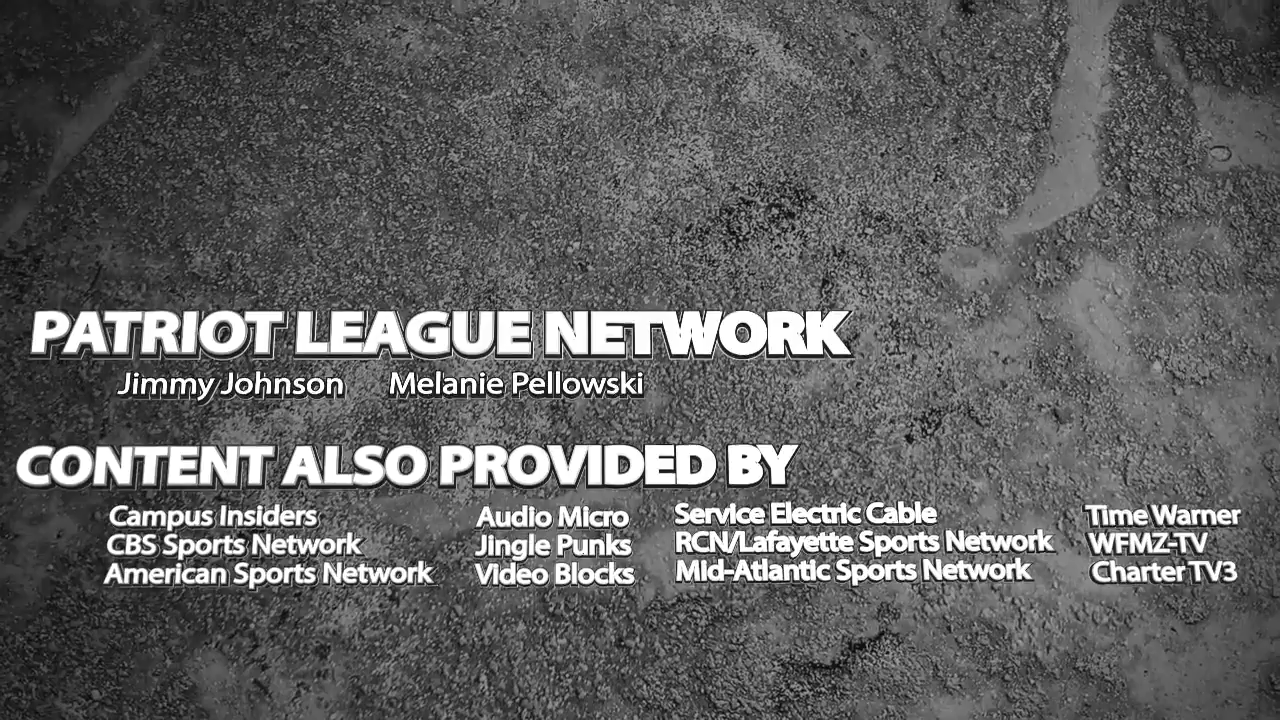 PATRIOT LEAGUE NETWORK
Jimmy Johnson Melanie Pellowski
CONTENT ALSO PROVIDED BY
Campus Insiders Audio Micro Service Electric Cable Time Warner
CBS Sports Network Jingle Punks RCN/Lafayette Sports Network WFMZ-TV
American Sports Network Video Blocks Mid-Atlantic Sports Network Charter TV3